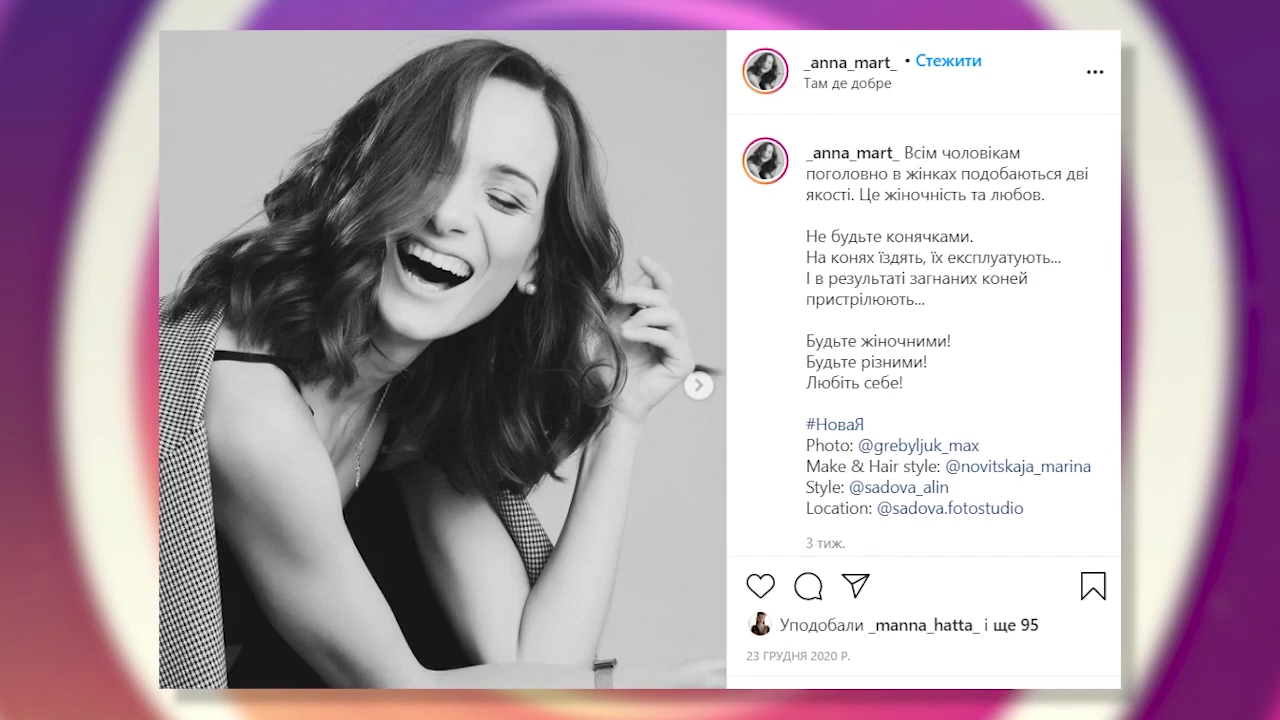 _anna_mart_ • Стежити
Там де добре
_anna_mart_ Всім чоловікам
поголовно в жінках подобаються дві
якості. Це жіночність та любов.
Не будьте конячками.
На конях їздять, їх експлуатують...
І в результаті загнаних коней
пристрілюють...
Будьте жіночними!
Будьте різними!
Любіть себе!
#НоваЯ
Photo: @grebyljuk_max
Make & Hair style: @novitskaja_marina
Style: @sadova_alin
Location: @sadova.fotostudio
3 тиж.
Уподобали _manna_hatta_ і ще 95
23 ГРУДНЯ 2020 Р.